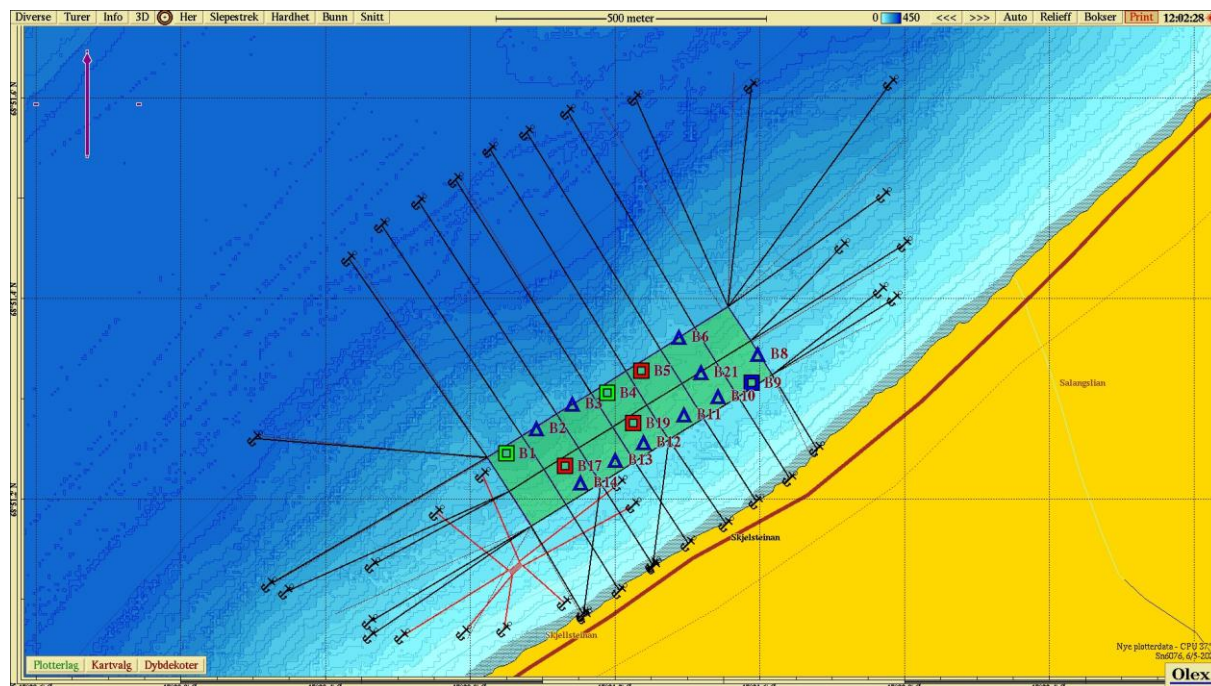 Diverse Turer Info 3D Her Slepestrek Hardhet Bunn Snitt 500 meter 0 450 <<< >>> Auto Relieff Bokser Print 12:02:28
B6
B8
B5
B21
B9
B4
B10
B3
B11
B19
B2
B12
B1
B13
B17
B14
Salangslian
Skjelsteinan
Skjellsteinan
Nye plotterdata - CPU
Plotterlag Kartvalg Dybdekoter
Olex